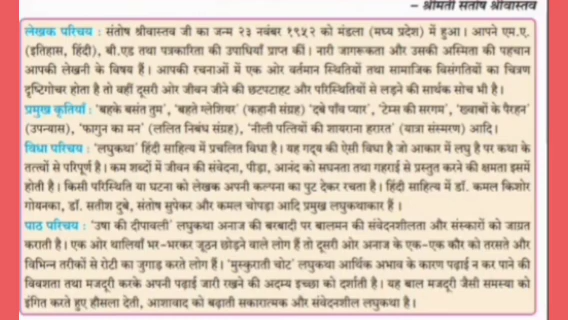 – श्रीमती संतोष श्रीवास्तव
लेखक परिचय : संतोष श्रीवास्तव जी का जन्म २३ नवंबर १९५२ को मंडला (मध्य प्रदेश) में हुआ । आपने एम.ए.
(इतिहास, हिंदी), बी.एड तथा पत्रकारिता की उपाधियाँ प्राप्त कीं । नारी जागरूकता और उसकी अस्मिता की पहचान
आपकी लेखनी के विषय हैं । आपकी रचनाओं में एक ओर वर्तमान स्थितियों तथा सामाजिक विसंगतियों का चित्रण
दृष्टिगोचर होता है तो वहीं दूसरी ओर जीवन जीने की छटपटाहट और परिस्थितियों से लड़ने की सार्थक सोच भी है ।
प्रमुख कृतियाँ : 'बहके बसंत तुम', 'बहते ग्लेशियर' (कहानी संग्रह) 'दबे पाँव प्यार', 'टेम्स की सरगम', 'ख्वाबों के पैरहन'
(उपन्यास), 'फागुन का मन' (ललित निबंध संग्रह), 'नीली पत्तियों की शायराना हरारत' (यात्रा संस्मरण) आदि ।
विधा परिचय : 'लघुकथा' हिंदी साहित्य में प्रचलित विधा है । यह गद्य की ऐसी विधा है जो आकार में लघु है पर कथा के
तत्त्वों से परिपूर्ण है । कम शब्दों में जीवन की संवेदना, पीड़ा, आनंद को सघनता तथा गहराई से प्रस्तुत करने की क्षमता इसमें
होती है । किसी परिस्थिति या घटना को लेखक अपनी कल्पना का पुट देकर रचता है । हिंदी साहित्य में डॉ. कमल किशोर
गोयनका, डॉ. सतीश दुबे, संतोष सुपेकर और कमल चोपड़ा आदि प्रमुख लघुकथाकार हैं ।
पाठ परिचय : 'उषा की दीपावली' लघुकथा अनाज की बरबादी पर बालमन की संवेदनशीलता और संस्कारों को जाग्रत
कराती है । एक ओर थालियाँ भर-भरकर जूठन छोड़ने वाले लोग हैं तो दूसरी ओर अनाज के एक-एक कौर को तरसते और
विभिन्न तरीकों से रोटी का जुगाड़ करते लोग हैं । 'मुस्कुराती चोट' लघुकथा आर्थिक अभाव के कारण पढ़ाई न कर पाने की
विवशता तथा मजदूरी करके अपनी पढ़ाई जारी रखने की अदम्य इच्छा को दर्शाती है । यह बाल मजदूरी जैसी समस्या को
इंगित करते हुए हौसला देती, आशावाद को बढ़ाती सकारात्मक और संवेदनशील लघुकथा है ।